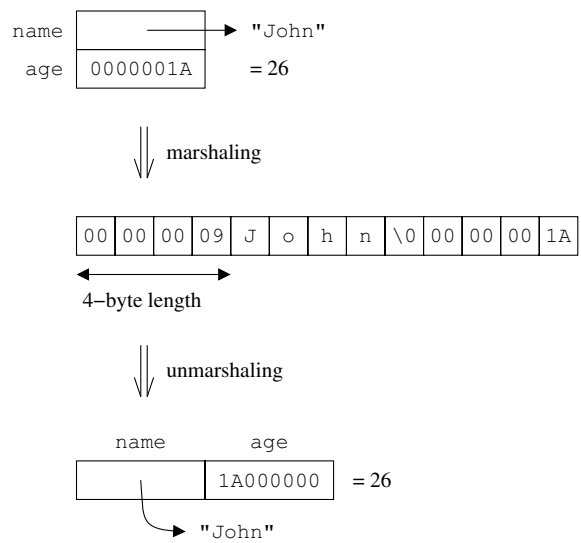 name "John"
age 0000001A = 26
marshaling
00 00 00 09 J o h n \0 00 00 00 1A
4−byte length
unmarshaling
name age
1A000000 = 26
"John"